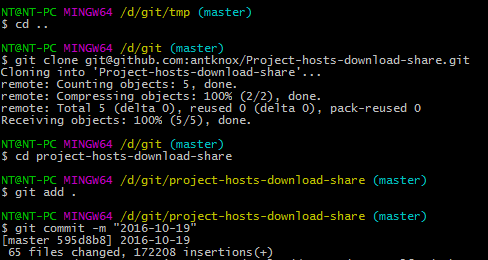 NT@NT-PC MINGW64 /d/git/tmp (master)
$ cd ..
NT@NT-PC MINGW64 /d/git (master)
$ git clone git@github.com:antknox/Project-hosts-download-share.git
Cloning into 'Project-hosts-download-share'...
remote: Counting objects: 5, done.
remote: Compressing objects: 100% (2/2), done.
remote: Total 5 (delta 0), reused 0 (delta 0), pack-reused 0
Receiving objects: 100% (5/5), done.
NT@NT-PC MINGW64 /d/git (master)
$ cd project-hosts-download-share
NT@NT-PC MINGW64 /d/git/project-hosts-download-share (master)
$ git add .
NT@NT-PC MINGW64 /d/git/project-hosts-download-share (master)
$ git commit -m "2016-10-19"
[master 595d8b8] 2016-10-19
65 files changed, 172208 insertions(+)